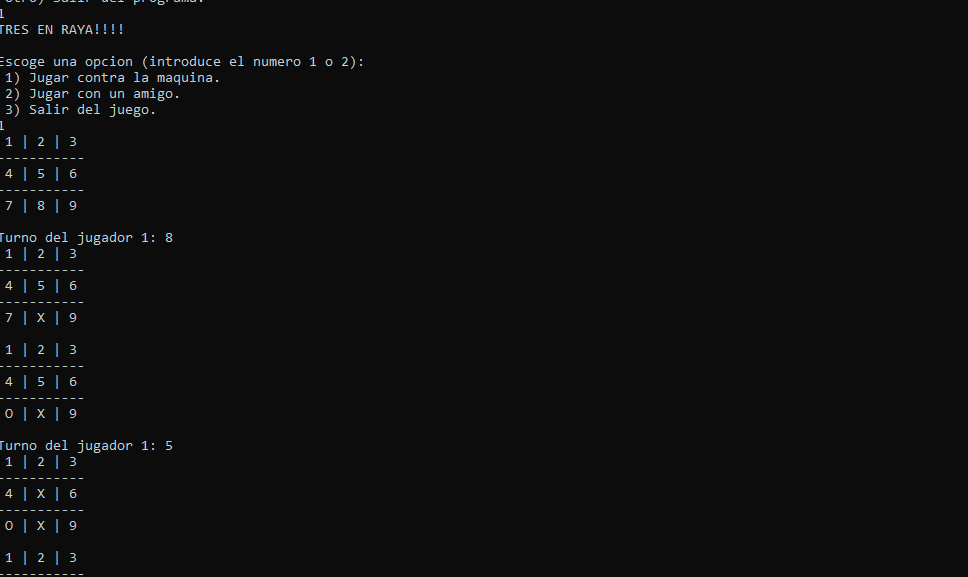 otro) Salir del programa.
1
TRES EN RAYA!!!!
Escoge una opcion (introduce el numero 1 o 2):
1) Jugar contra la maquina.
2) Jugar con un amigo.
3) Salir del juego.
1
1 | 2 | 3
-----------
4 | 5 | 6
-----------
7 | 8 | 9
Turno del jugador 1: 8
1 | 2 | 3
-----------
4 | 5 | 6
-----------
7 | X | 9
1 | 2 | 3
-----------
4 | 5 | 6
-----------
O | X | 9
Turno del jugador 1: 5
1 | 2 | 3
-----------
4 | X | 6
-----------
O | X | 9
1 | 2 | 3
-----------